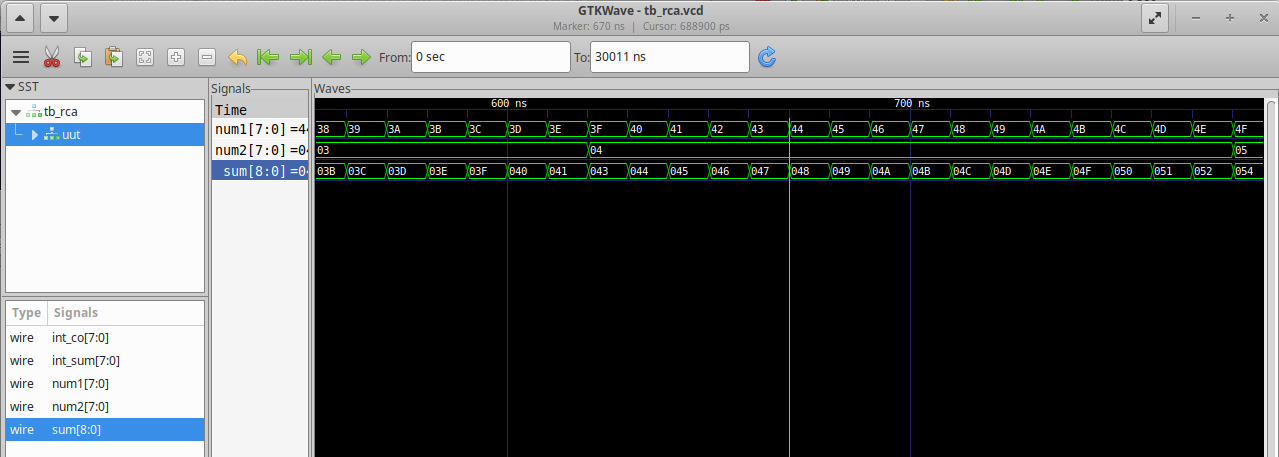 GTKWave - tb_rca.vcd
Marker: 670 ns | Cursor: 688900 ps
From: 0 sec To: 30011 ns
SST
tb_rca
uut
Type Signals
wire int_co[7:0]
wire int_sum[7:0]
wire num1[7:0]
wire num2[7:0]
wire sum[8:0]
Signals
Time
num1[7:0] =44
num2[7:0] =04
sum[8:0] =04
Waves
600 ns 700 ns
38 39 3A 3B 3C 3D 3E 3F 40 41 42 43 44 45 46 47 48 49 4A 4B 4C 4D 4E 4F
03 04 05
03B 03C 03D 03E 03F 040 041 043 044 045 046 047 048 049 04A 04B 04C 04D 04E 04F 050 051 052 054